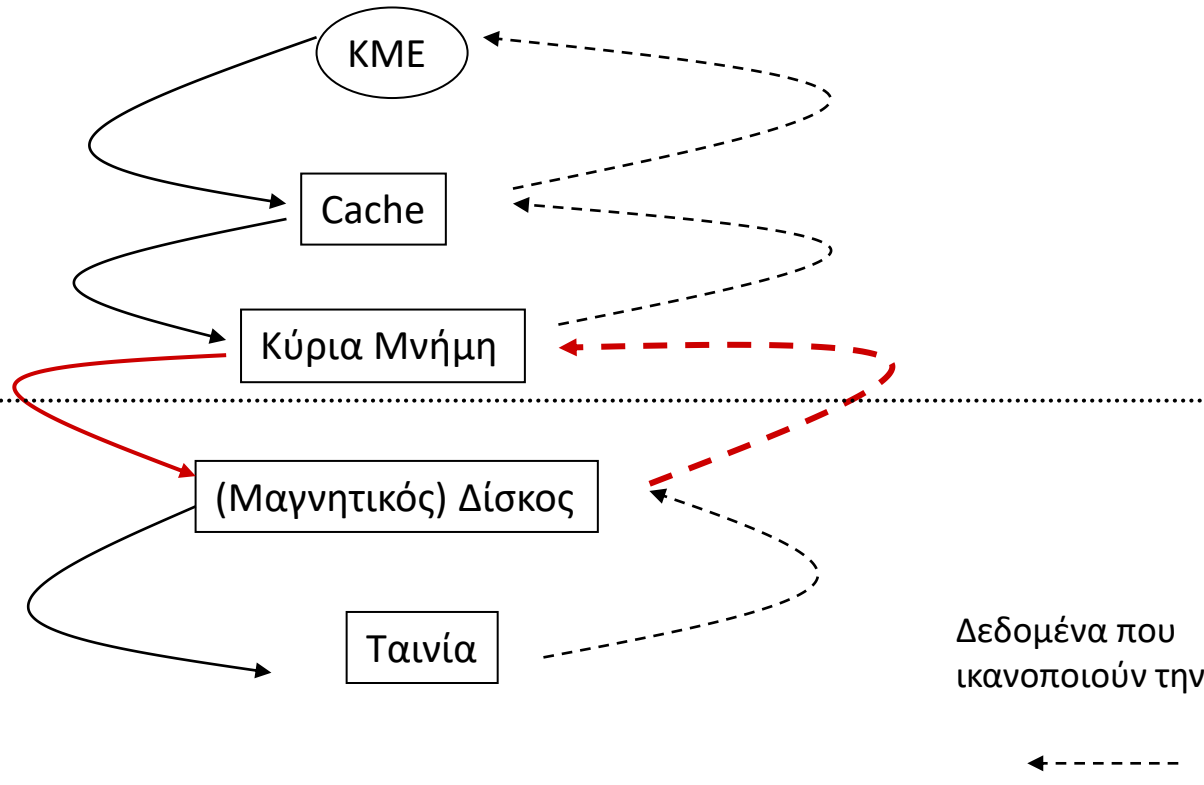 ΚΜΕ
Cache
Κύρια Μνήμη
(Μαγνητικός) Δίσκος
Ταινία
Δεδομένα που
ικανοποιούν την